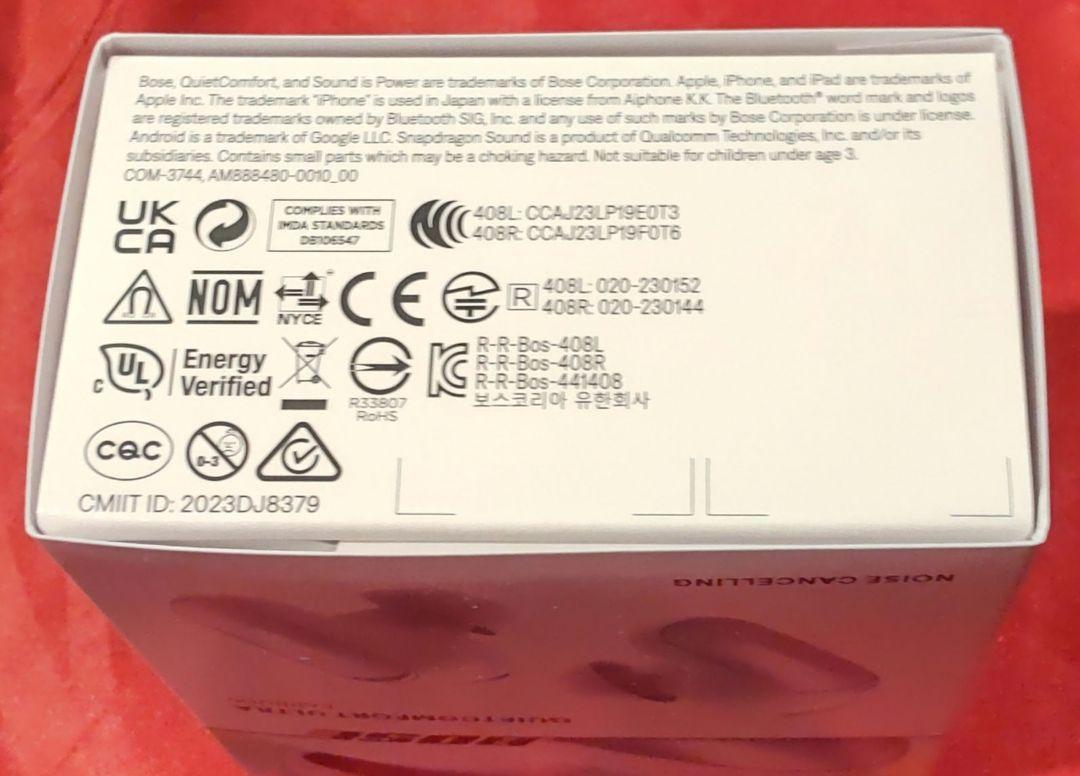 Bose, QuietComfort, and Sound is Power are trademarks of Bose Corporation. Apple, iPhone, and iPad are trademarks of
Apple Inc. The trademark "iPhone" is used in Japan with a license from Aiphone K.K. The Bluetooth® word mark and logos
are registered trademarks owned by Bluetooth SIG, Inc. and any use of such marks by Bose Corporation is under license.
Android is a trademark of Google LLC. Snapdragon Sound is a product of Qualcomm Technologies, Inc. and/or its
subsidiaries. Contains small parts which may be a choking hazard. Not suitable for children under age 3.
COM-3744, AM888480-0010_00
UK
CA
COMPLIES WITH
IMDA STANDARDS
DB106547
408L: CCAJ23LP19E0T3
408R: CCAJ23LP19F0T6
NOM
NYCE
CE
R
408L: 020-230152
408R: 020-230144
c UL
Energy
Verified
R33807
RoHS
R-R-Bos-408L
R-R-Bos-408R
R-R-Bos-441408
보스코리아 유한회사
CQC
0-3
CMIIT ID: 2023DJ8379
NOISE CANCELLING
QUIETCOMFORT ULTRA
EARBUDS
BOSE